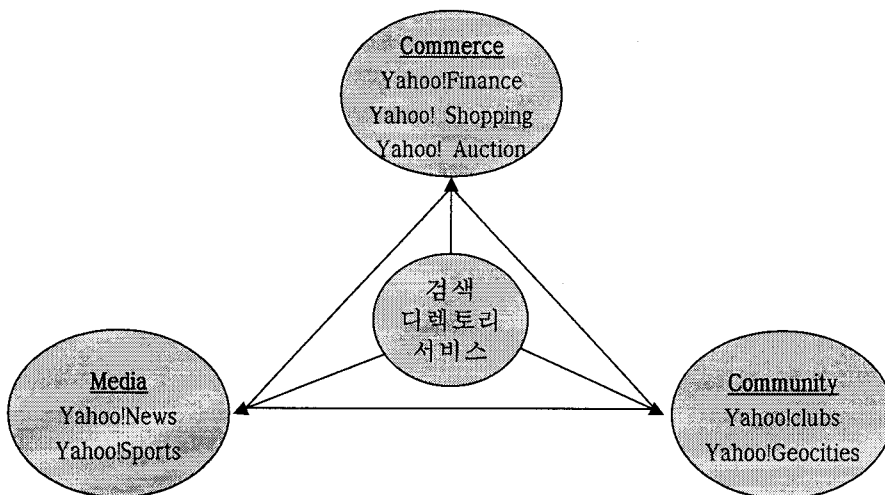 Commerce
Yahoo!Finance
Yahoo! Shopping
Yahoo! Auction
검색
디렉토리
서비스
Media
Yahoo!News
Yahoo!Sports
Community
Yahoo!clubs
Yahoo!Geocities